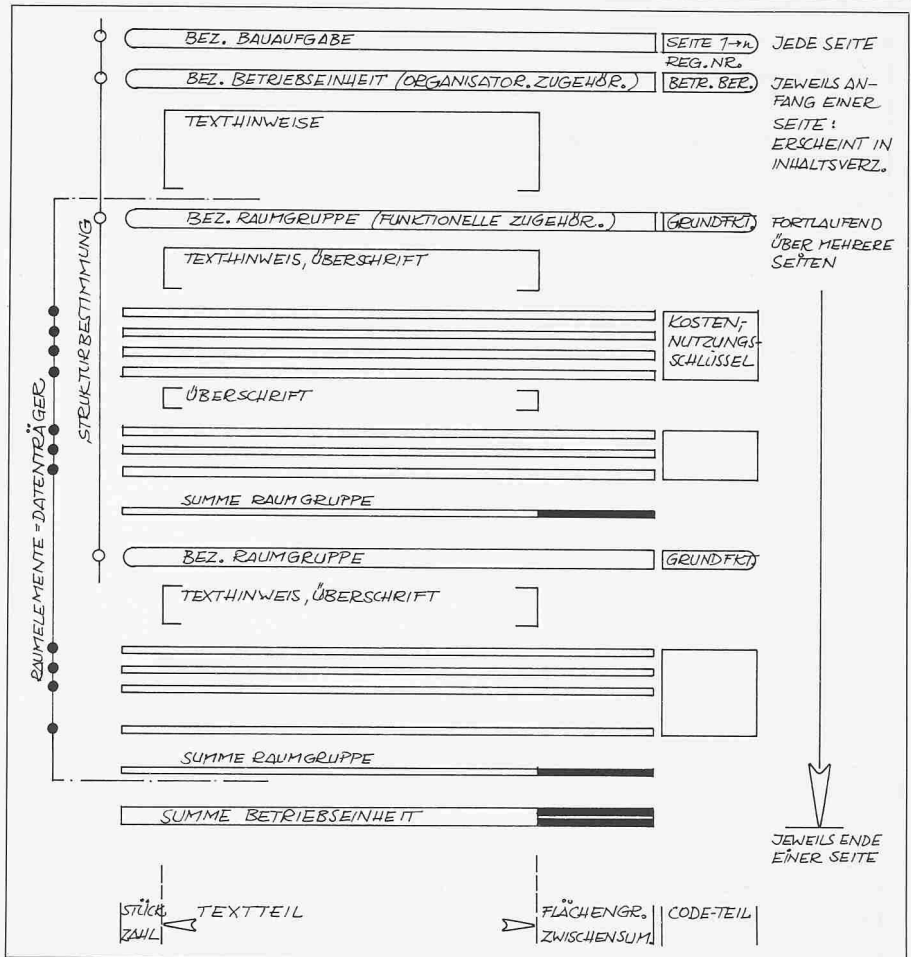 BEZ. BAUAUFGABE
SEITE 1→n
JEDE SEITE
REG.NR.
BEZ. BETRIEBSEINHEIT (ORGANISATOR. ZUGEHÖR.)
BETR. BER.
JEWEILS AN-
FANG EINER
SEITE:
ERSCHEINT IN
INHALTSVERZ.
TEXTHINWEISE
BEZ. RAUMGRUPPE (FUNKTIONELLE ZUGEHÖR.)
GRUNDFKT.
FORTLAUFEND
ÜBER MEHRERE
SEITEN
TEXTHINWEIS, ÜBERSCHRIFT
STRUKTURBESTIMMUNG
RAUMELEMENTE = DATENTRÄGER
KOSTEN;
NUTZUNGS-
SCHLÜSSEL
ÜBERSCHRIFT
SUMME RAUMGRUPPE
BEZ. RAUMGRUPPE
GRUNDFKT.
TEXTHINWEIS, ÜBERSCHRIFT
SUMME RAUMGRUPPE
SUMME BETRIEBSEINHEIT
JEWEILS ENDE
EINER SEITE
STÜCK
ZAHL
TEXTTEIL
FLÄCHENGR.
ZWISCHENSUM.
CODE-TEIL